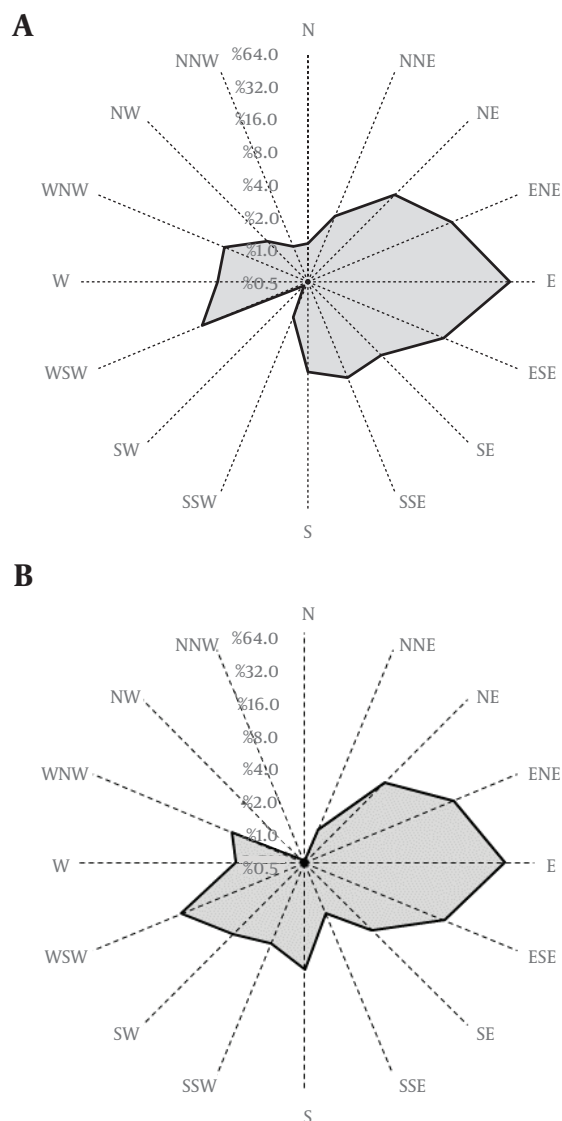 A
N
%64.0
NNW
NNE
%32.0
NW
%16.0
NE
%8.0
WNW
%4.0
ENE
%2.0
%1.0
W
%0.5
E
WSW
ESE
SW
SE
SSW
SSE
S
B
N
%64.0
NNW
NNE
%32.0
NW
%16.0
NE
%8.0
WNW
%4.0
ENE
%2.0
%1.0
W
%0.5
E
WSW
ESE
SW
SE
SSW
SSE
S